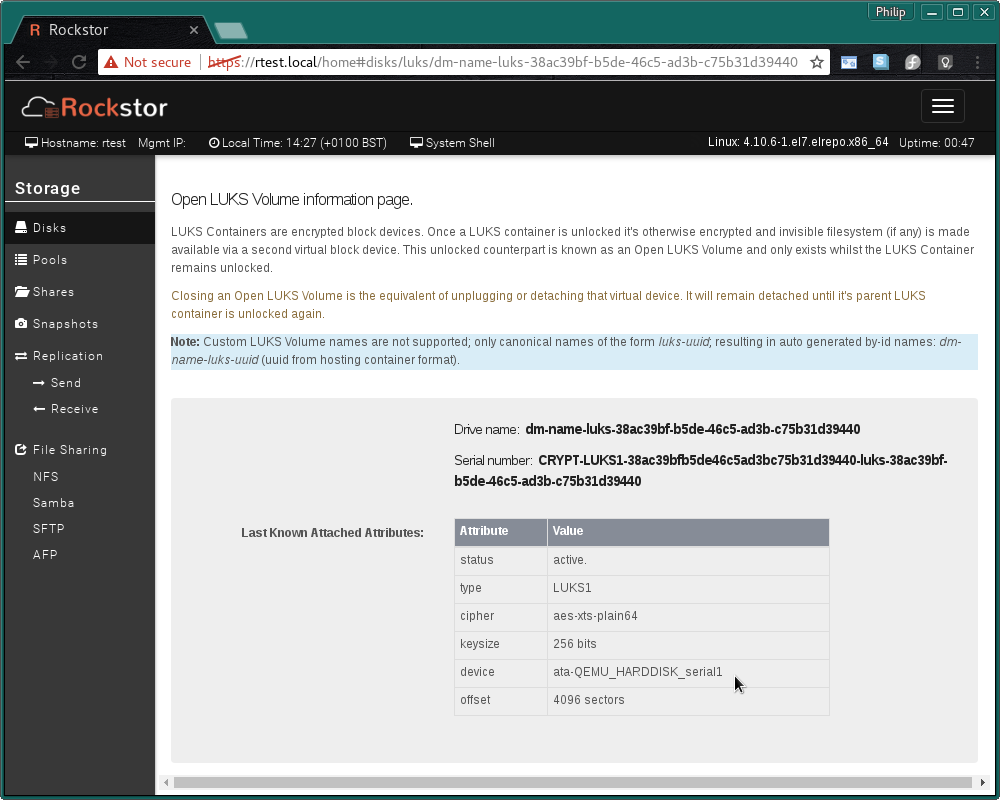 Philip
R Rockstor
Not secure https://rtest.local/home#disks/luks/dm-name-luks-38ac39bf-b5de-46c5-ad3b-c75b31d39440
Rockstor
Hostname: rtest Mgmt IP: Local Time: 14:27 (+0100 BST) System Shell Linux: 4.10.6-1.el7.elrepo.x86_64 Uptime: 00:47
Storage
Disks
Pools
Shares
Snapshots
Replication
Send
Receive
File Sharing
NFS
Samba
SFTP
AFP
Open LUKS Volume information page.
LUKS Containers are encrypted block devices. Once a LUKS container is unlocked it's otherwise encrypted and invisible filesystem (if any) is made
available via a second virtual block device. This unlocked counterpart is known as an Open LUKS Volume and only exists whilst the LUKS Container
remains unlocked.
Closing an Open LUKS Volume is the equivalent of unplugging or detaching that virtual device. It will remain detached until it's parent LUKS
container is unlocked again.
Note: Custom LUKS Volume names are not supported; only canonical names of the form luks-uuid; resulting in auto generated by-id names: dm-
name-luks-uuid (uuid from hosting container format).
Drive name: dm-name-luks-38ac39bf-b5de-46c5-ad3b-c75b31d39440
Serial number: CRYPT-LUKS1-38ac39bfb5de46c5ad3bc75b31d39440-luks-38ac39bf-
b5de-46c5-ad3b-c75b31d39440
Last Known Attached Attributes:
Attribute Value
status active.
type LUKS1
cipher aes-xts-plain64
keysize 256 bits
device ata-QEMU_HARDDISK_serial1
offset 4096 sectors